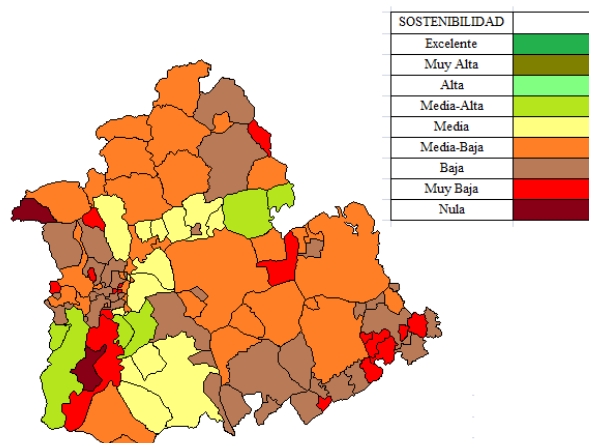 SOSTENIBILIDAD
Excelente
Muy Alta
Alta
Media-Alta
Media
Media-Baja
Baja
Muy Baja
Nula